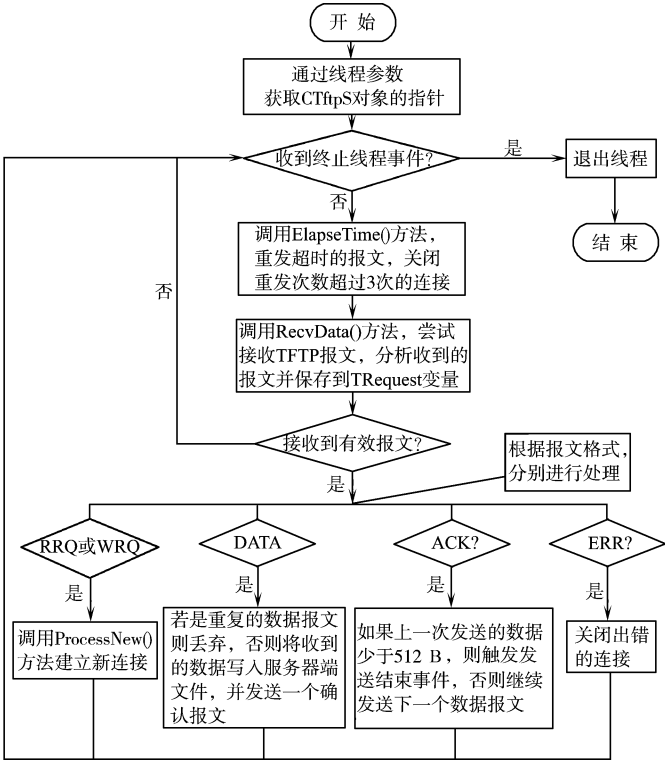 开 始
通过线程参数
获取CTftpS对象的指针
收到终止线程事件?
是
退出线程
否
结 束
调用ElapseTime()方法,
重发超时的报文,关闭
重发次数超过3次的连接
否
调用RecvData()方法,尝试
接收TFTP报文,分析收到的
报文并保存到TRequest变量
接收到有效报文?
根据报文格式,
分别进行处理
是
RRQ或WRQ
DATA
ACK?
ERR?
是
是
是
是
调用ProcessNew()
方法建立新连接
若是重复的数据报文
则丢弃,否则将收到
的数据写入服务器端
文件,并发送一个确
认报文
如果上一次发送的数据
少于512 B,则触发发
送结束事件,否则继续
发送下一个数据报文
关闭出错
的连接